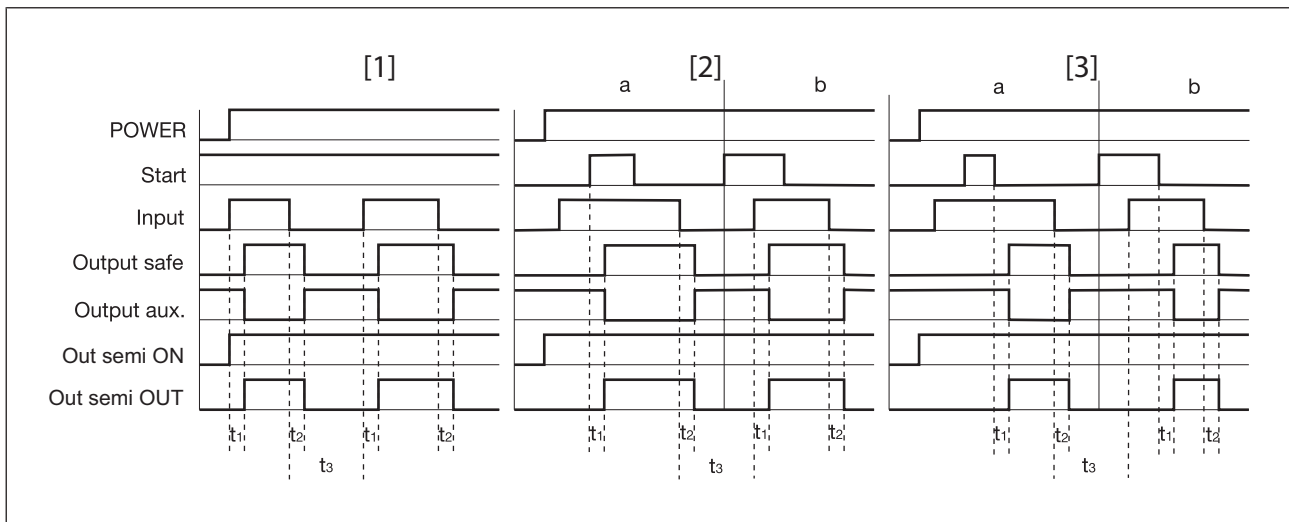 [1] [2] [3]
a b a b
POWER
Start
Input
Output safe
Output aux.
Out semi ON
Out semi OUT
t1 t2 t1 t2 t1 t2 t1 t2 t1 t2 t1 t2
t3 t3 t3